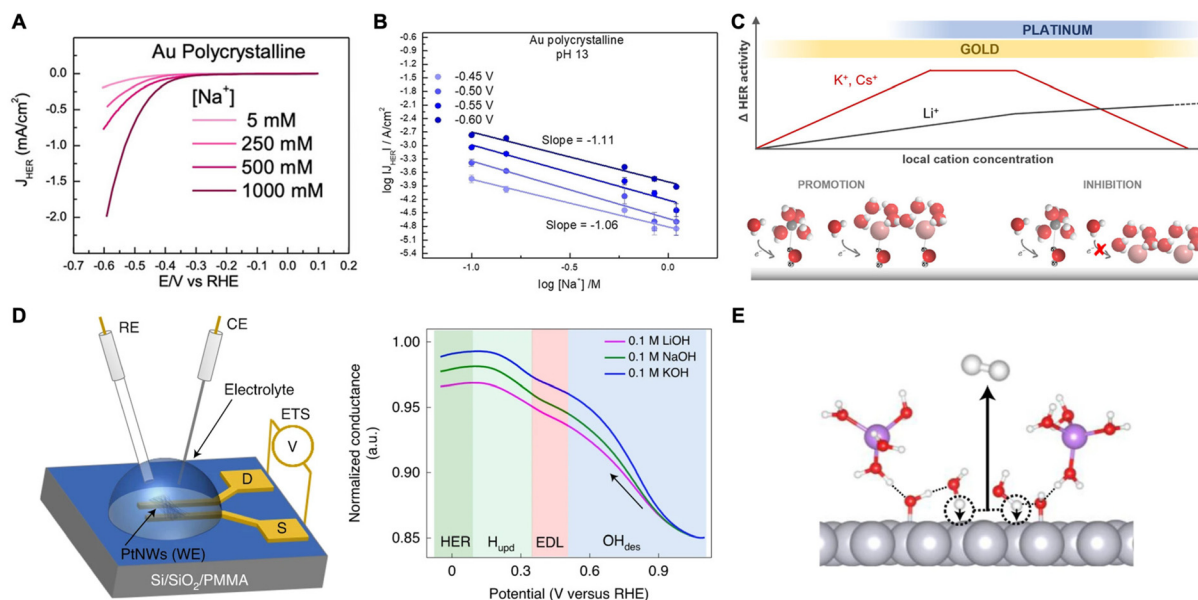 A
Au Polycrystalline
[Na⁺]
5 mM
250 mM
500 mM
1000 mM
0.0
-0.5
-1.0
-1.5
-2.0
J_HER (mA/cm²)
-0.7 -0.6 -0.5 -0.4 -0.3 -0.2 -0.1 0.0 0.1 0.2
E/V vs RHE
B
Au polycrystalline
pH 13
-0.45 V
-0.50 V
-0.55 V
-0.60 V
Slope = -1.11
Slope = -1.06
-0.6
-0.9
-1.2
-1.5
-1.8
-2.1
-2.4
-2.7
-3.0
-3.3
-3.6
-3.9
-4.2
-4.5
-4.8
-5.1
log |J_HER| / A/cm²
-1.0 -0.5 0.0
log [Na⁺] /M
C
PLATINUM
GOLD
K⁺, Cs⁺
Li⁺
Δ HER activity
local cation concentration
PROMOTION INHIBITION
D
RE
CE
Electrolyte
ETS
V
D
S
PtNWs (WE)
Si/SiO₂/PMMA
0.1 M LiOH
0.1 M NaOH
0.1 M KOH
1.00
0.95
0.90
0.85
Normalized conductance
(a.u.)
HER H_upd EDL OH_des
0 0.3 0.6 0.9
Potential (V versus RHE)
E